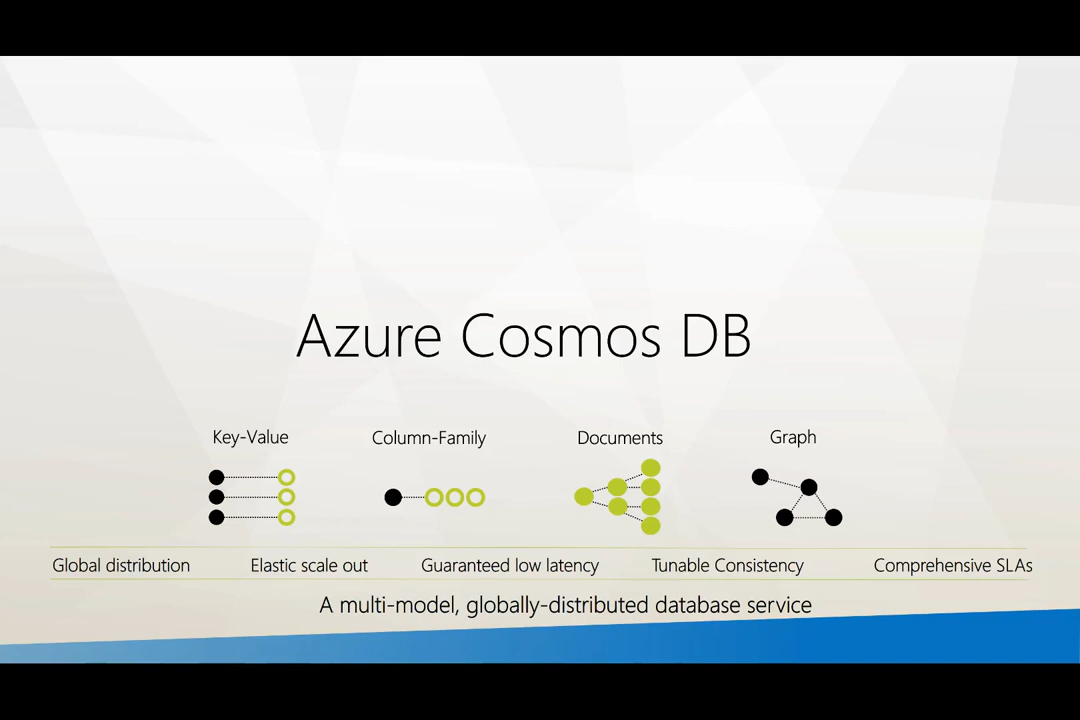 Azure Cosmos DB
Key-Value Column-Family Documents Graph
Global distribution Elastic scale out Guaranteed low latency Tunable Consistency Comprehensive SLAs
A multi-model, globally-distributed database service